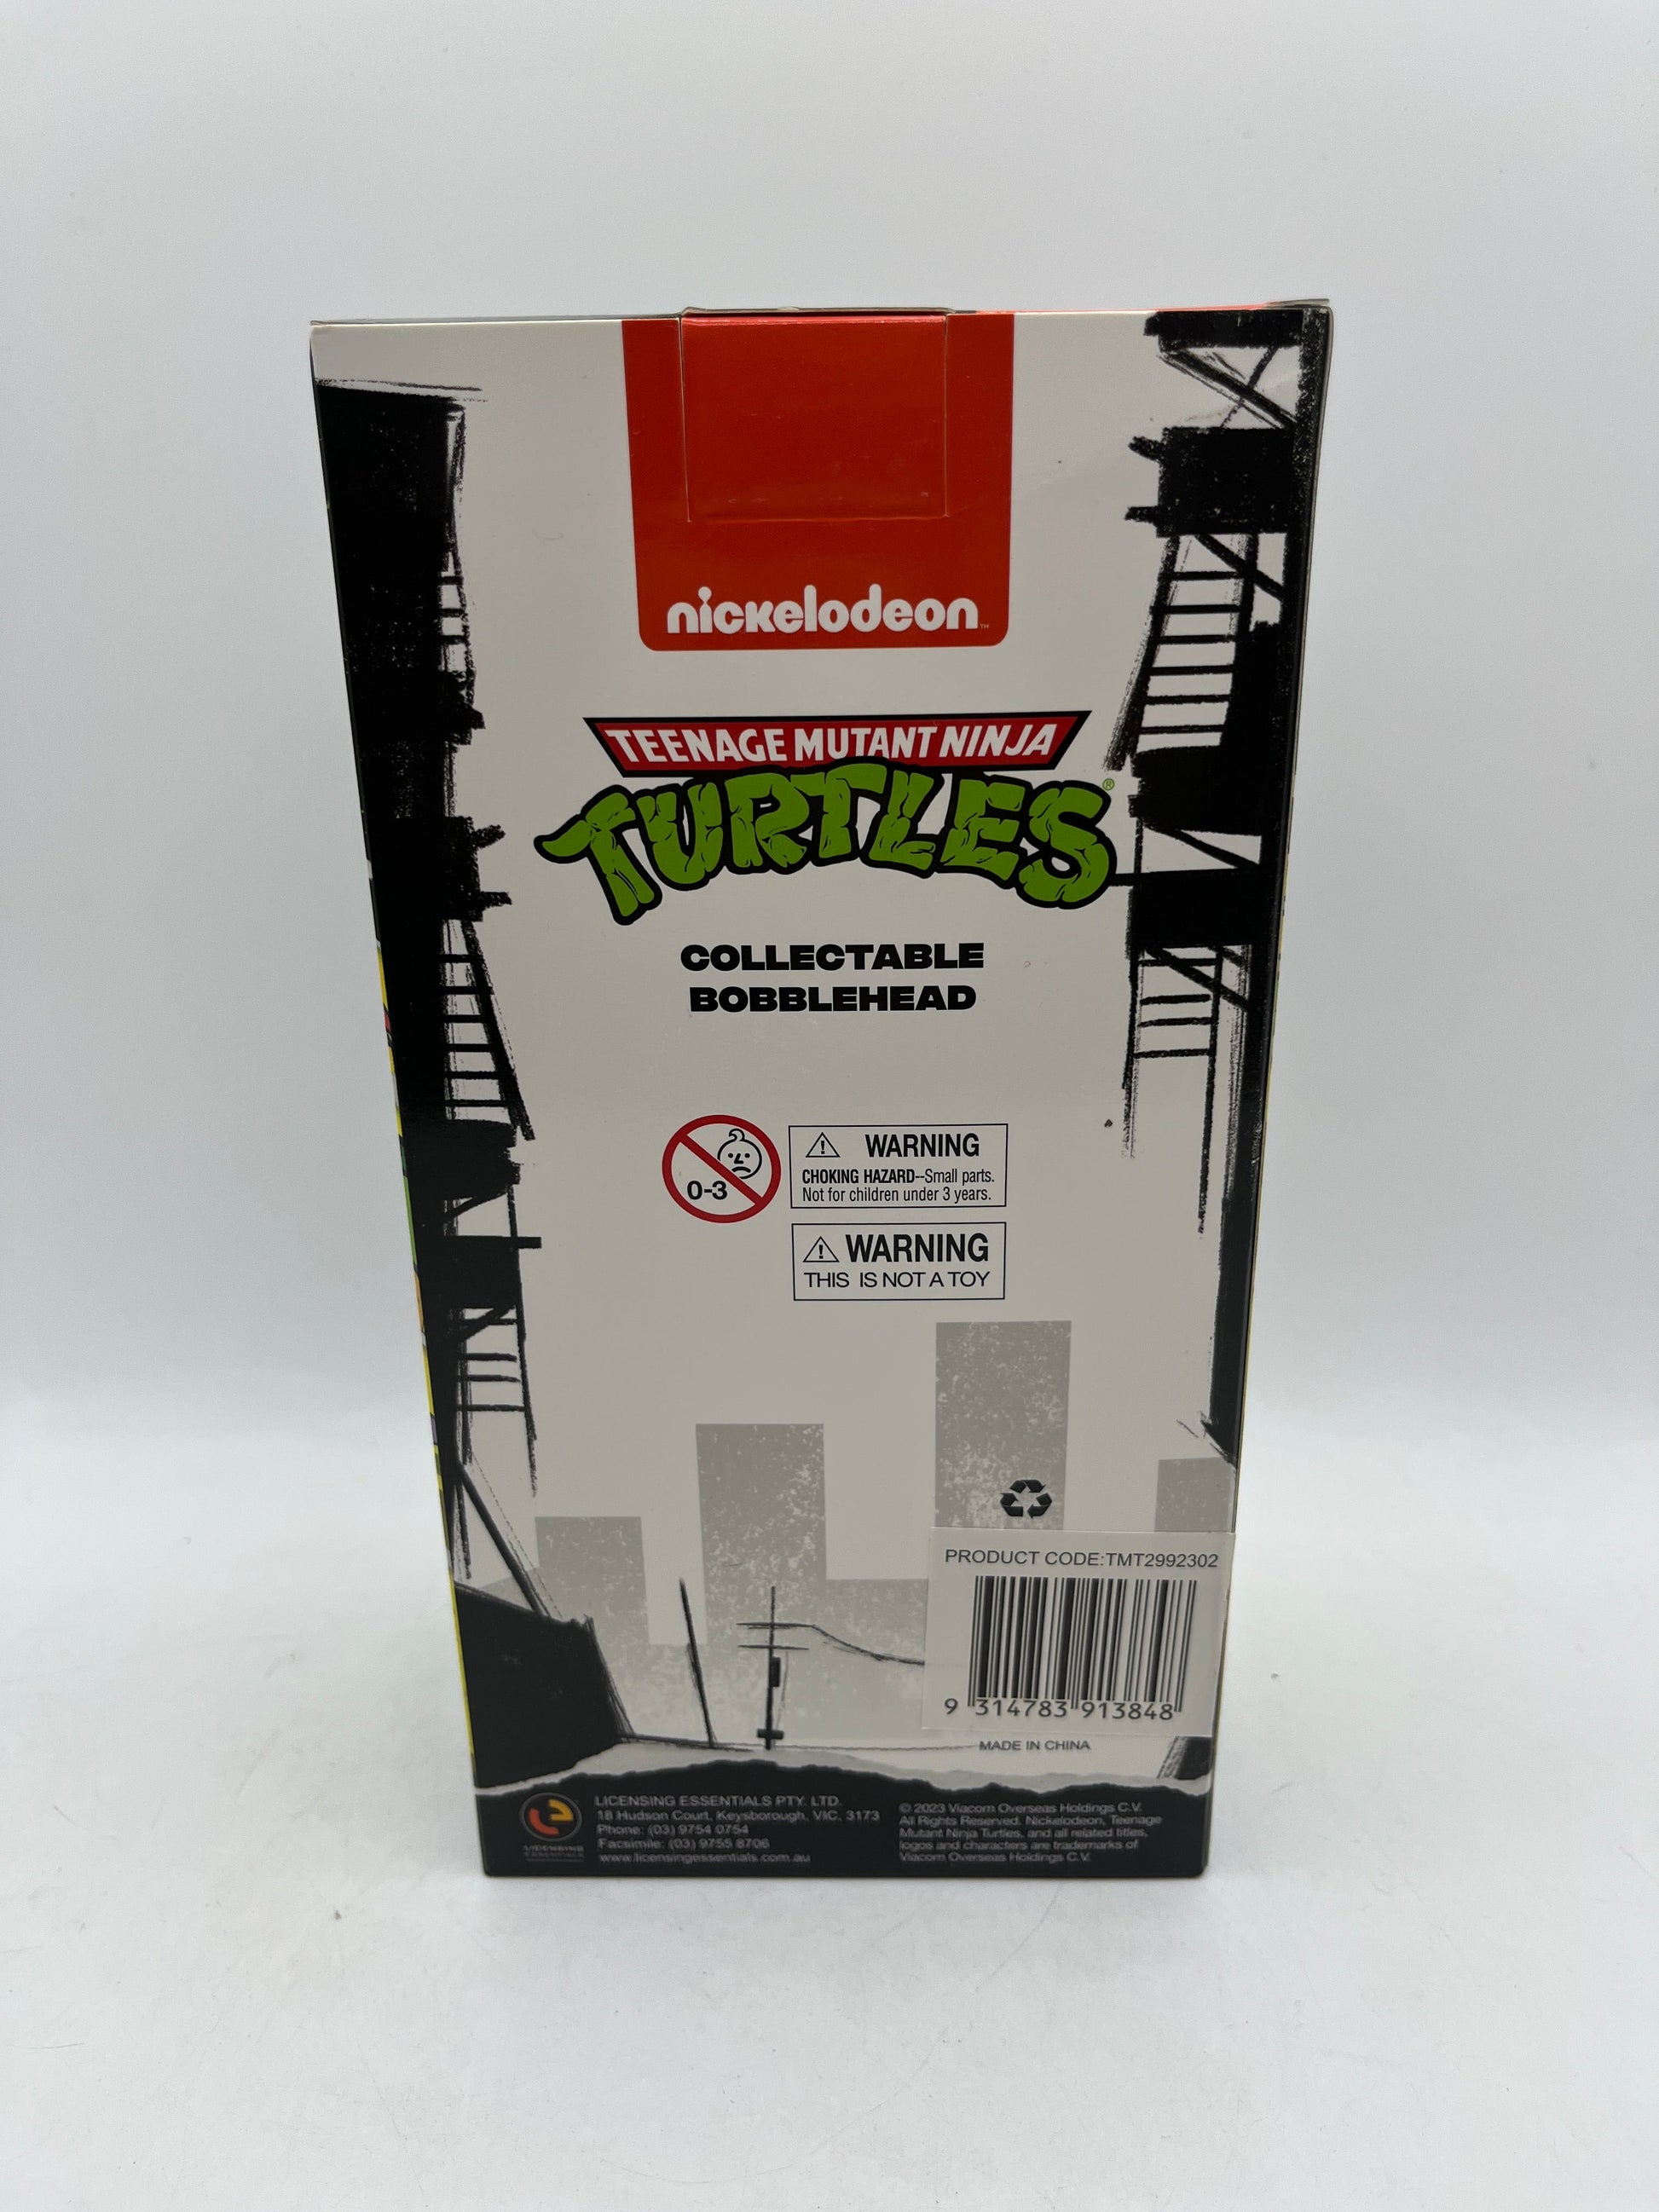 nickelodeon™
TEENAGE MUTANT NINJA
TURTLES®
COLLECTABLE
BOBBLEHEAD
0-3
WARNING
CHOKING HAZARD--Small parts.
Not for children under 3 years.
WARNING
THIS IS NOT A TOY
PRODUCT CODE:TMT2992302
9 314783 913848
MADE IN CHINA
LICENSING
ESSENTIALS
LICENSING ESSENTIALS PTY. LTD.
18 Hudson Court, Keysborough, VIC, 3173
Phone: (03) 9754 0754
Facsimile: (03) 9755 8706
www.licensingessentials.com.au
© 2023 Viacom Overseas Holdings C.V.
All Rights Reserved. Nickelodeon, Teenage
Mutant Ninja Turtles, and all related titles,
logos and characters are trademarks of
Viacom Overseas Holdings C.V.